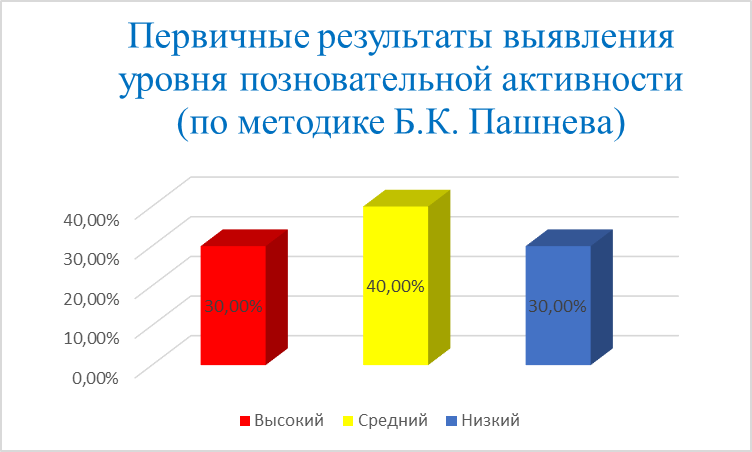 Первичные результаты выявления
уровня позновательной активности
(по методике Б.К. Пашнева)
40,00%
30,00%
20,00%
10,00%
0,00%
30,00%
40,00%
30,00%
Высокий
Средний
Низкий